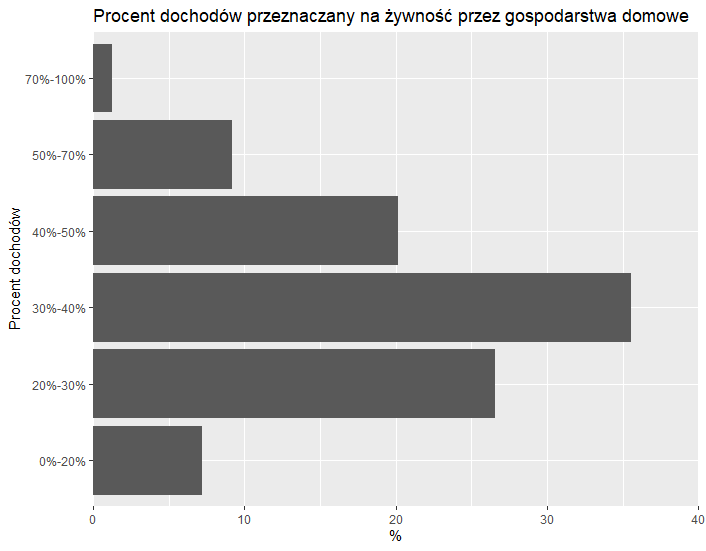 Procent dochodów przeznaczany na żywność przez gospodarstwa domowe
Procent dochodów
70%-100%
50%-70%
40%-50%
30%-40%
20%-30%
0%-20%
0 10 20 30 40
%